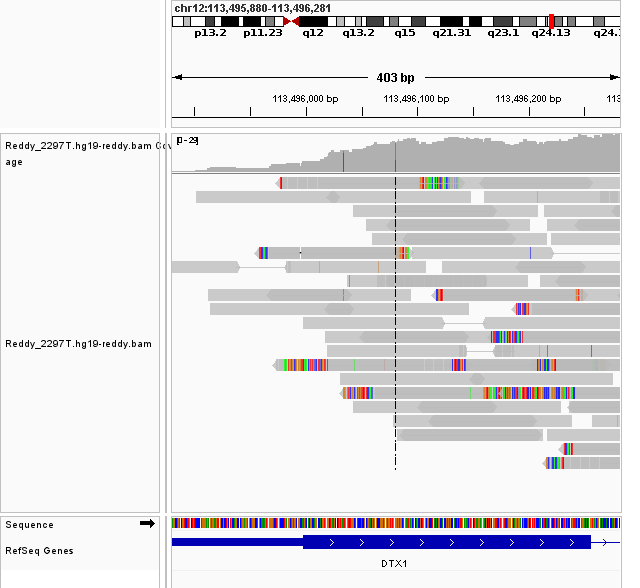 chr12:113,495,880-113,496,281
p13.2 p11.23 q12 q13.2 q15 q21.31 q23.1 q24.13 q24.
403 bp
113,496,000 bp 113,496,100 bp 113,496,200 bp 113
Reddy_2297T.hg19-reddy.bam Cov
age
[0-29]
Reddy_2297T.hg19-reddy.bam
Sequence
RefSeq Genes
DTX1